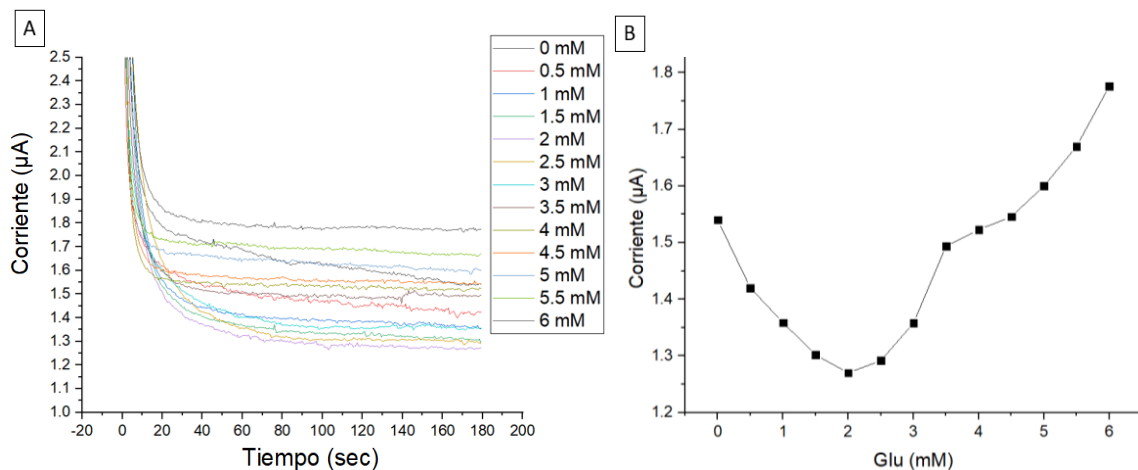 A
2.5
2.4
2.3
2.2
2.1
2.0
1.9
1.8
1.7
1.6
1.5
1.4
1.3
1.2
1.1
1.0
Corriente (µA)
-20 0 20 40 60 80 100 120 140 160 180 200
Tiempo (sec)
0 mM
0.5 mM
1 mM
1.5 mM
2 mM
2.5 mM
3 mM
3.5 mM
4 mM
4.5 mM
5 mM
5.5 mM
6 mM
B
1.8
1.7
1.6
1.5
1.4
1.3
1.2
Corriente (µA)
0 1 2 3 4 5 6
Glu (mM)